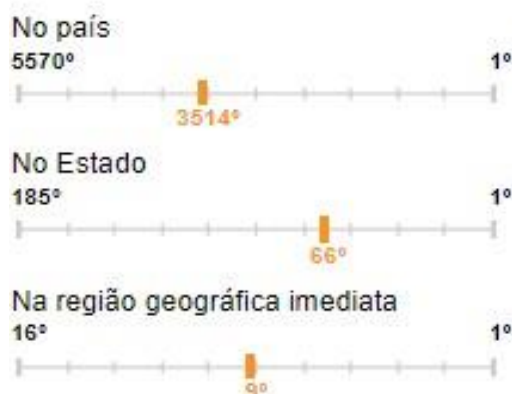 No país
5570º 1º
3514º
No Estado
185º 1º
66º
Na região geográfica imediata
16º 1º
9º